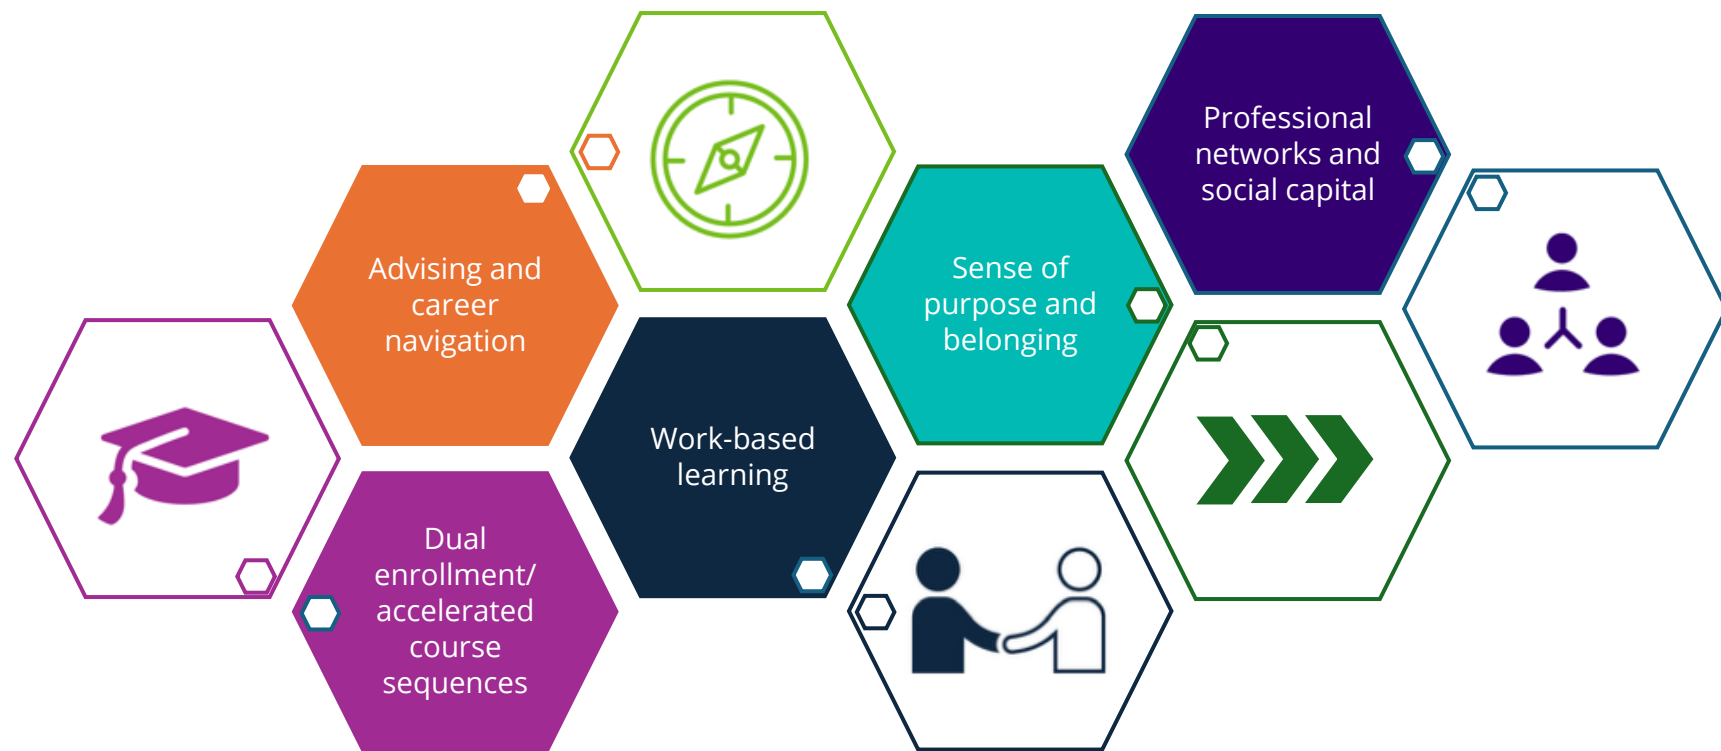 Advising and
career
navigation
Dual
enrollment/
accelerated
course
sequences
Work-based
learning
Sense of
purpose and
belonging
Professional
networks and
social capital